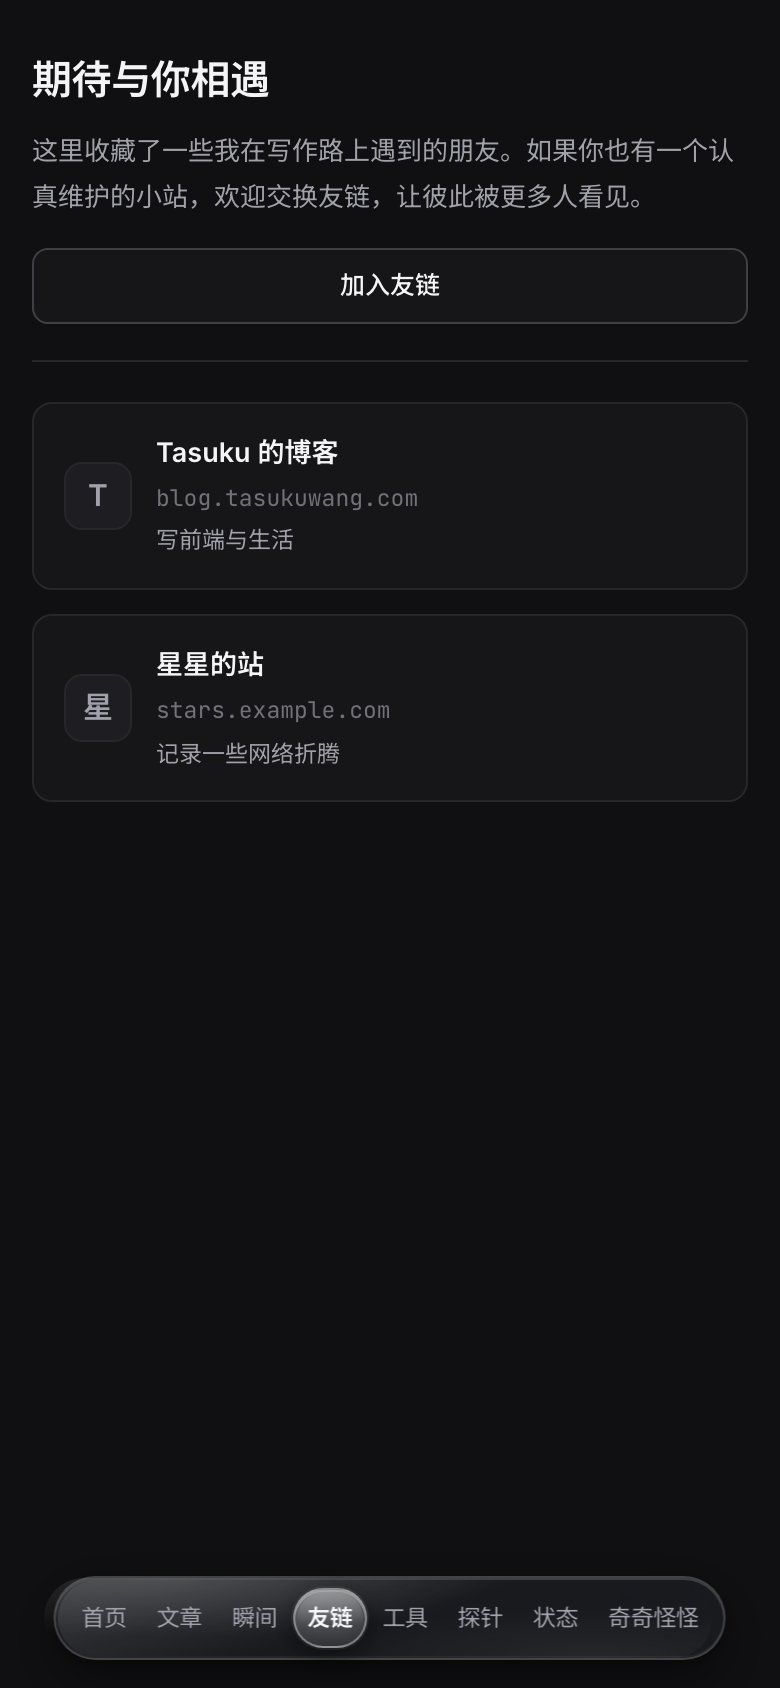 期待与你相遇
这里收藏了一些我在写作路上遇到的朋友。如果你也有一个认
真维护的小站，欢迎交换友链，让彼此被更多人看见。
加入友链
T
Tasuku 的博客
blog.tasukuwang.com
写前端与生活
星
星星的站
stars.example.com
记录一些网络折腾
首页 文章 瞬间 友链 工具 探针 状态 奇奇怪怪